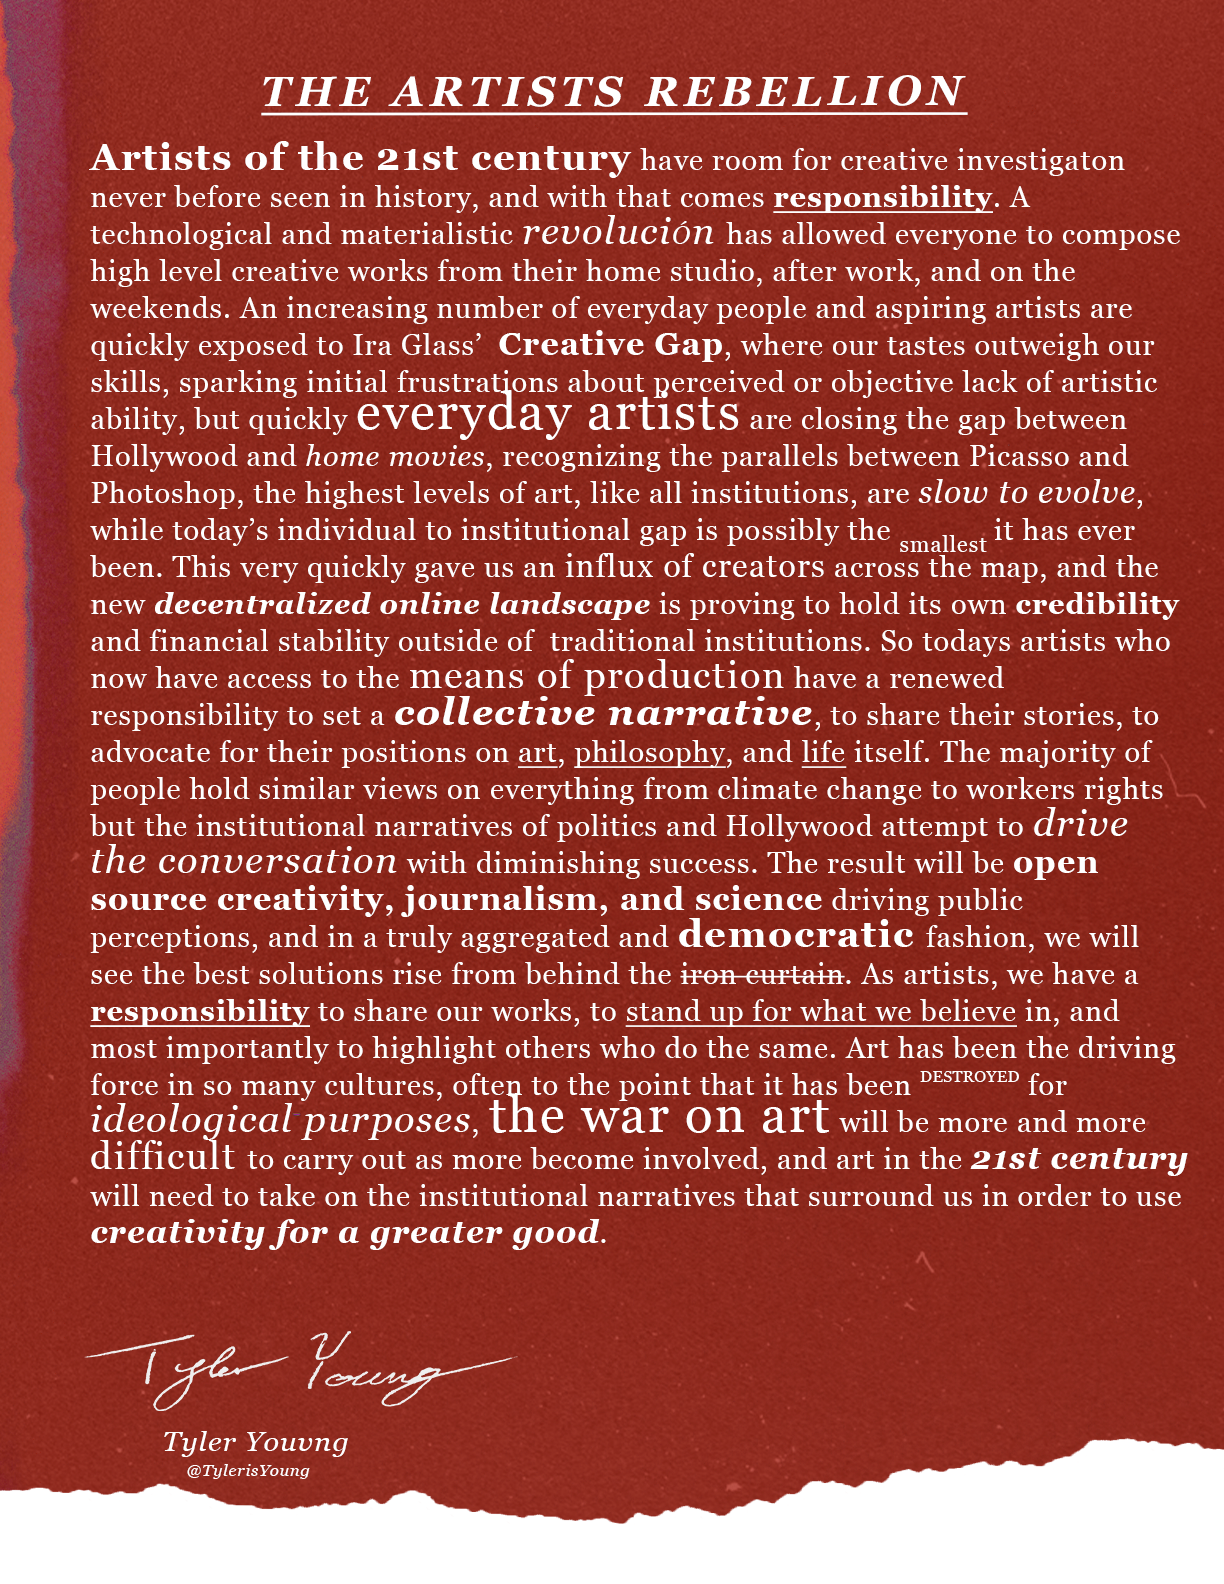 THE ARTISTS REBELLION
Artists of the 21st century have room for creative investigaton
never before seen in history, and with that comes responsibility. A
technological and materialistic revolución has allowed everyone to compose
high level creative works from their home studio, after work, and on the
weekends. An increasing number of everyday people and aspiring artists are
quickly exposed to Ira Glass’ Creative Gap, where our tastes outweigh our
skills, sparking initial frustrations about perceived or objective lack of artistic
ability, but quickly everyday artists are closing the gap between
Hollywood and home movies, recognizing the parallels between Picasso and
Photoshop, the highest levels of art, like all institutions, are slow to evolve,
while today’s individual to institutional gap is possibly the smallest it has ever
been. This very quickly gave us an influx of creators across the map, and the
new decentralized online landscape is proving to hold its own credibility
and financial stability outside of traditional institutions. So todays artists who
now have access to the means of production have a renewed
responsibility to set a collective narrative, to share their stories, to
advocate for their positions on art, philosophy, and life itself. The majority of
people hold similar views on everything from climate change to workers rights
but the institutional narratives of politics and Hollywood attempt to drive
the conversation with diminishing success. The result will be open
source creativity, journalism, and science driving public
perceptions, and in a truly aggregated and democratic fashion, we will
see the best solutions rise from behind the iron curtain. As artists, we have a
responsibility to share our works, to stand up for what we believe in, and
most importantly to highlight others who do the same. Art has been the driving
force in so many cultures, often to the point that it has been DESTROYED for
ideological purposes, the war on art will be more and more
difficult to carry out as more become involved, and art in the 21st century
will need to take on the institutional narratives that surround us in order to use
creativity for a greater good.
Tyler Young
Tyler Youvng
@TylerisYoung